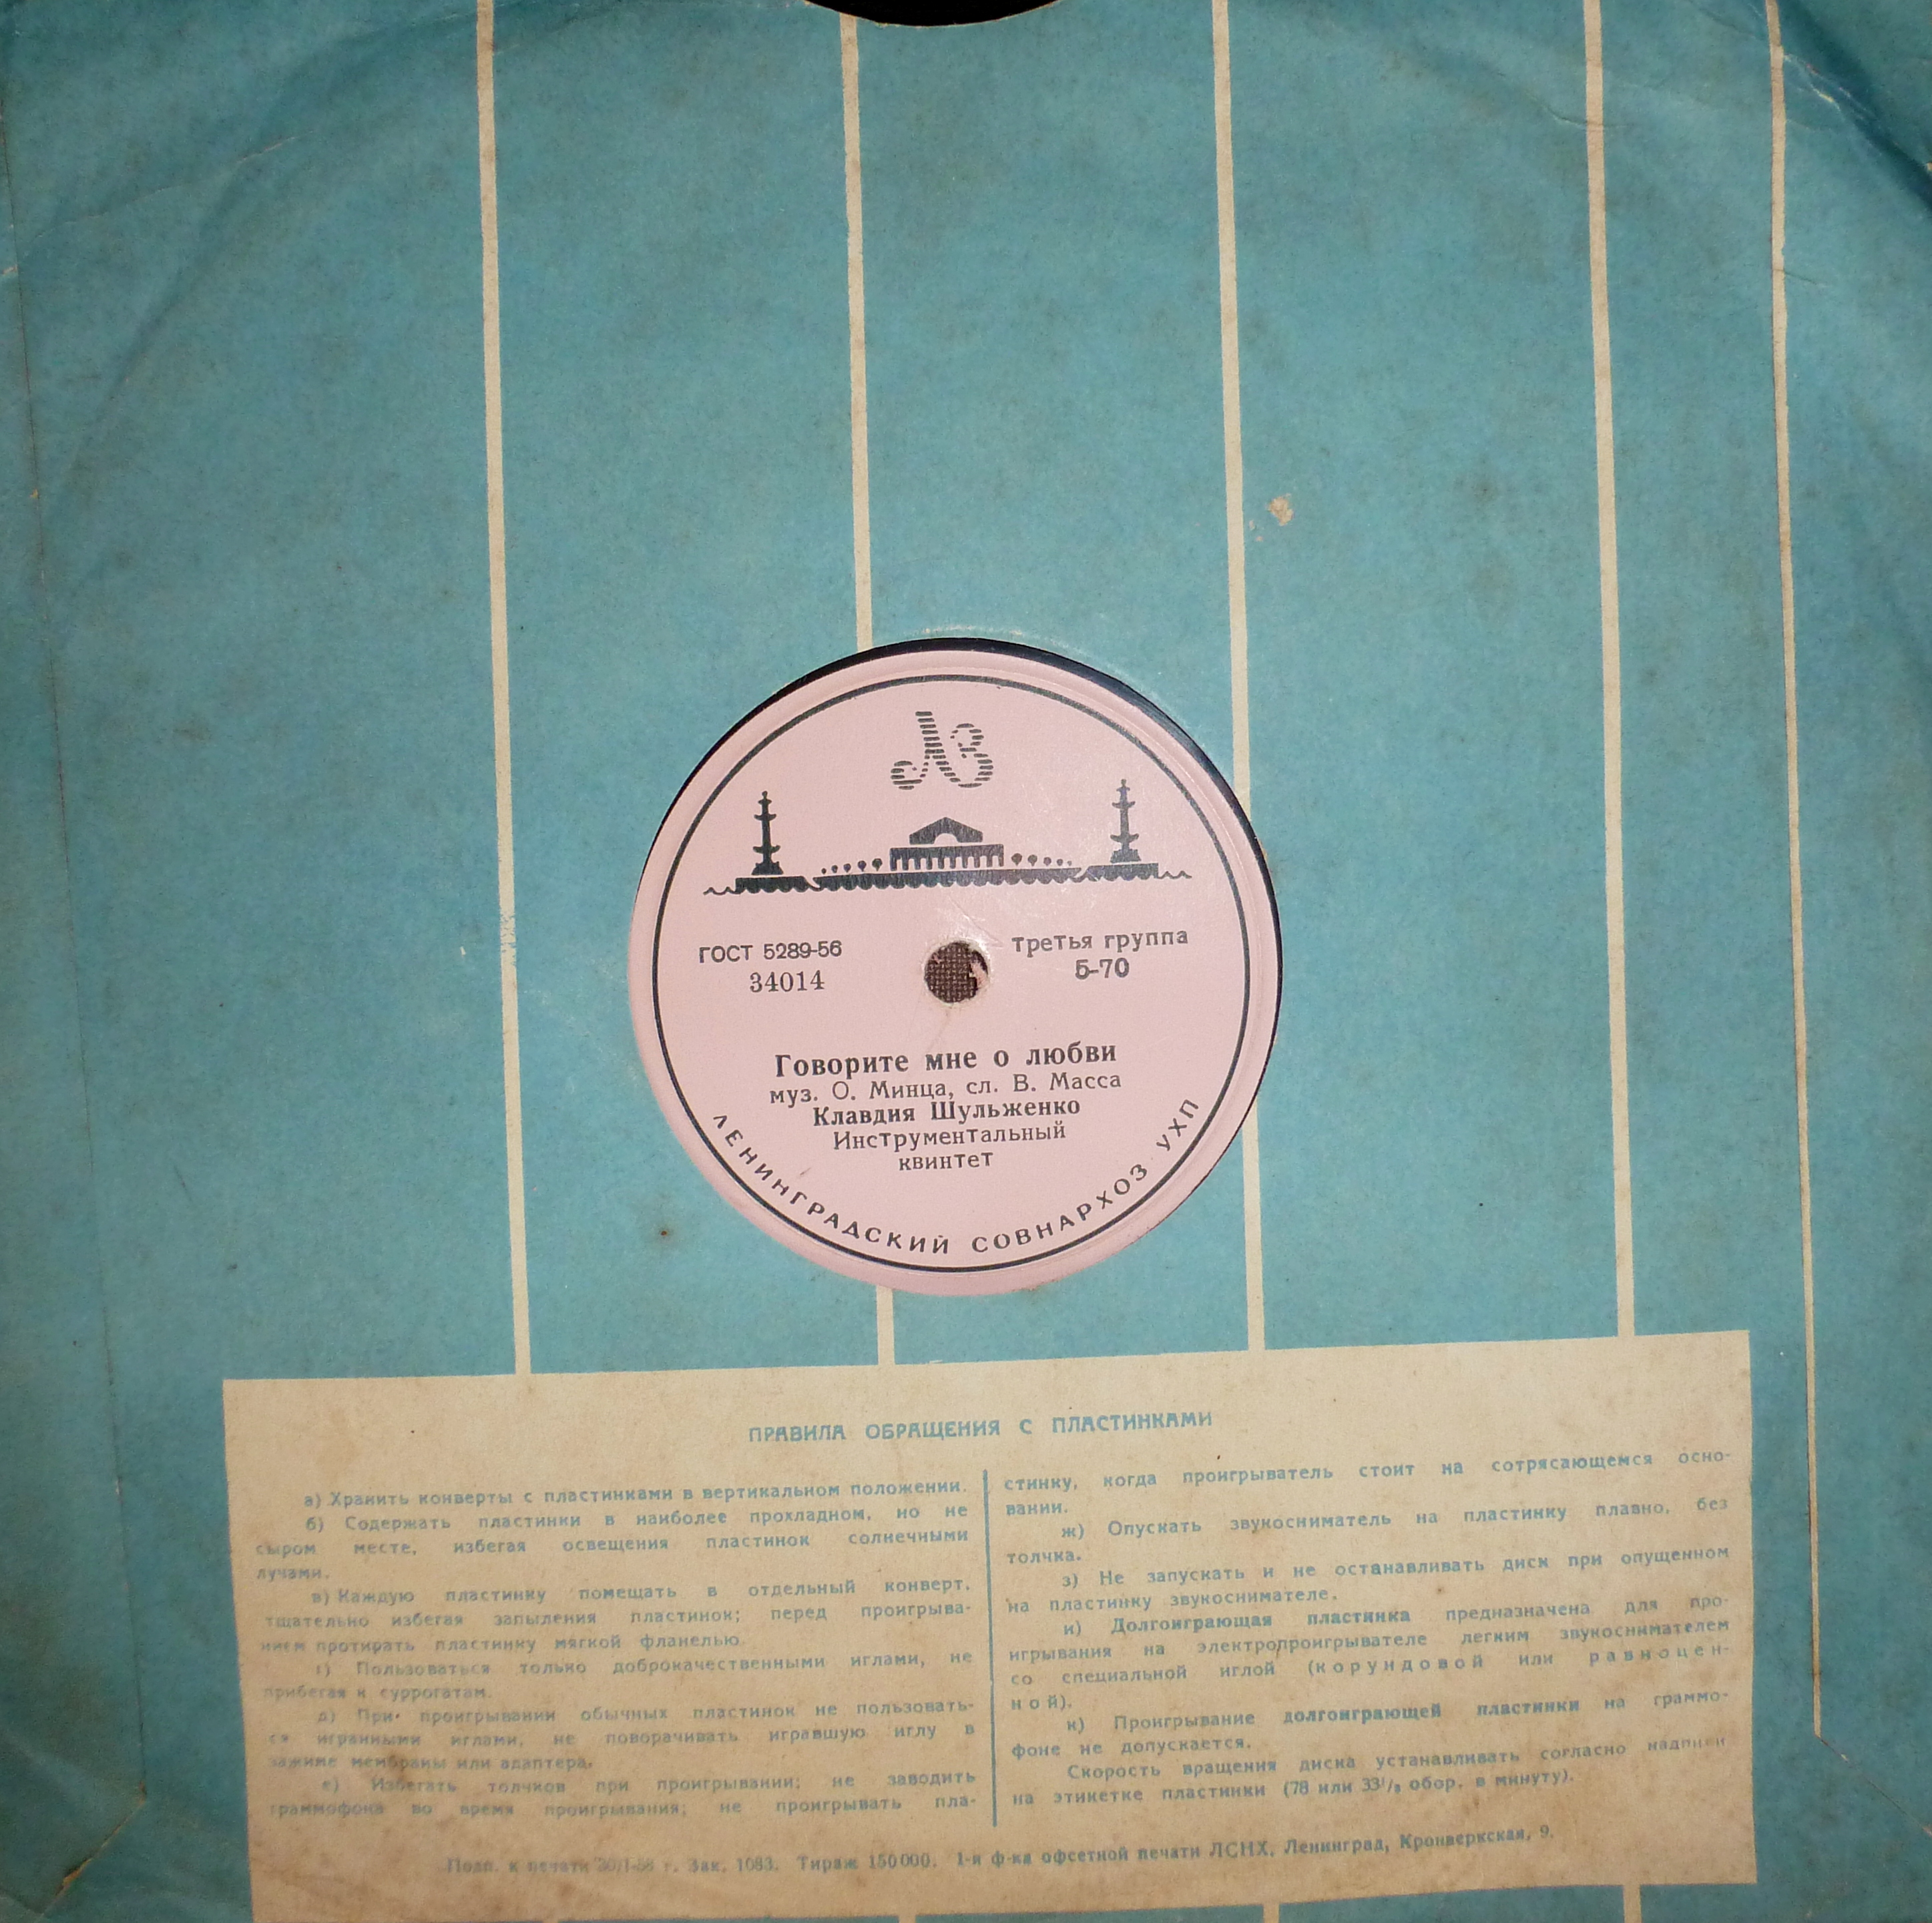 ЛЗ
ГОСТ 5289-56
34014
третья группа
Б-70
Говорите мне о любви
муз. О. Минца, сл. В. Масса
Клавдия Шульженко
Инструментальный
квинтет
ЛЕНИНГРАДСКИЙ СОВНАРХОЗ УХП
ПРАВИЛА ОБРАЩЕНИЯ С ПЛАСТИНКАМИ
а) Хранить конверты с пластинками в вертикальном положении.
б) Содержать пластинки в наиболее прохладном, но не
сыром месте, избегая освещения пластинок солнечными
лучами.
в) Каждую пластинку помещать в отдельный конверт,
тщательно избегая запыления пластинок; перед проигрыва-
нием протирать пластинку мягкой фланелью.
г) Пользоваться только доброкачественными иглами, не
прибегая к суррогатам.
д) При проигрывании обычных пластинок не пользовать-
ся игранными иглами, не поворачивать игравшую иглу в
зажиме мембраны или адаптера.
е) Избегать толчков при проигрывании; не заводить
граммофона во время проигрывания; не проигрывать пла-
стинку, когда проигрыватель стоит на сотрясающемся осно-
вании.
ж) Опускать звукосниматель на пластинку плавно, без
толчка.
з) Не запускать и не останавливать диск при опущенном
на пластинку звукоснимателе.
и) Долгоиграющая пластинка предназначена для про-
игрывания на электропроигрывателе легким звукоснимателем
со специальной иглой (корундовой или равноцен-
ной).
к) Проигрывание долгоиграющей пластинки на граммо-
фоне не допускается.
Скорость вращения диска устанавливать согласно надписи
на этикетке пластинки (78 или 33¹/₃ обор. в минуту).
Подп. к печати г. Зак. 1083. Тираж 150000. 1-я ф-ка офсетной печати ЛСНХ, Ленинград, Кронверкская, 9.